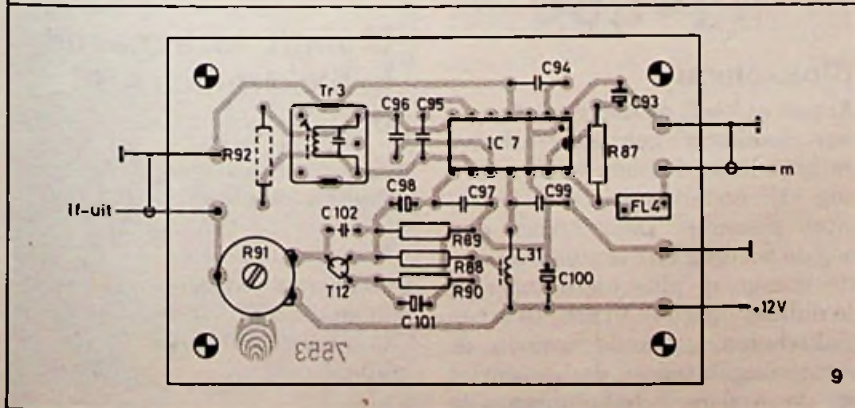 C94
Tr3
C96 C95
C93
IC 7
R92
R87
m
C98
C97
C99
FL4
lf-uit
C102
R89
R91
R88
L31
T12
R90
C100
C101
+12V
7553
9